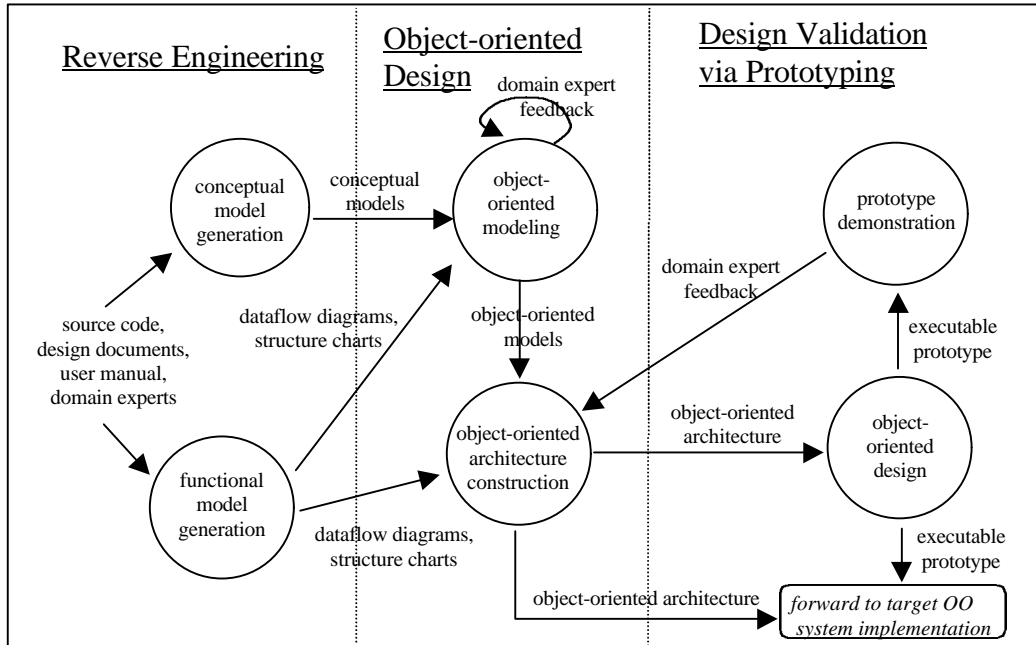 Reverse Engineering
Object-oriented
Design
Design Validation
via Prototyping
domain expert
feedback
conceptual
model
generation
conceptual
models
object-
oriented
modeling
prototype
demonstration
domain expert
feedback
source code,
design documents,
user manual,
domain experts
dataflow diagrams,
structure charts
object-oriented
models
executable
prototype
functional
model
generation
object-oriented
architecture
construction
object-oriented
architecture
object-
oriented
design
dataflow diagrams,
structure charts
executable
prototype
object-oriented architecture
forward to target OO
system implementation